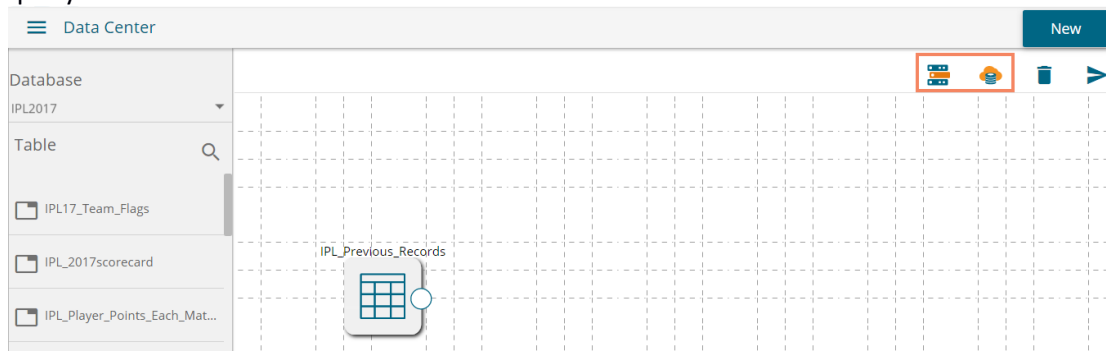 Data Center
New
Database
IPL2017
Table
IPL17_Team_Flags
IPL_2017scorecard
IPL_Player_Points_Each_Mat...
IPL_Previous_Records